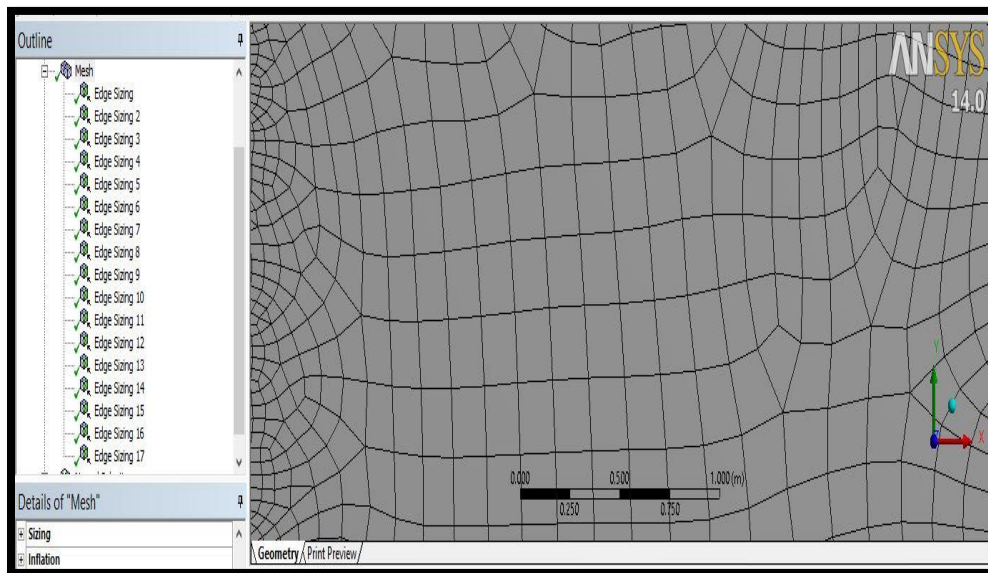 Outline
Mesh
Edge Sizing
Edge Sizing 2
Edge Sizing 3
Edge Sizing 4
Edge Sizing 5
Edge Sizing 6
Edge Sizing 7
Edge Sizing 8
Edge Sizing 9
Edge Sizing 10
Edge Sizing 11
Edge Sizing 12
Edge Sizing 13
Edge Sizing 14
Edge Sizing 15
Edge Sizing 16
Edge Sizing 17
Details of "Mesh"
Sizing
Inflation
ANSYS
14.0
Y
X
0.000 0.500 1.000 (m)
0.250 0.750
Geometry Print Preview